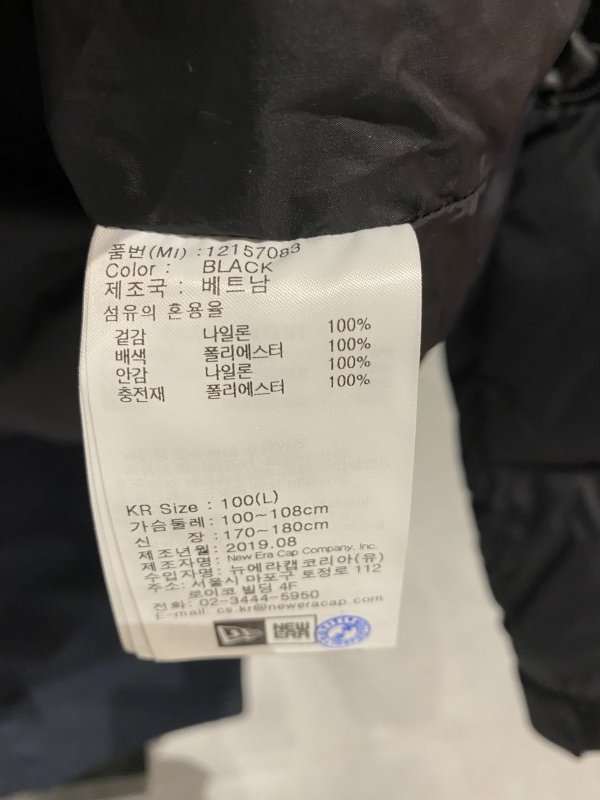 품번(MI) : 12157083
Color : BLACK
제조국 : 베트남
섬유의 혼용율
겉감 나일론 100%
배색 폴리에스터 100%
안감 나일론 100%
충전재 폴리에스터 100%
KR Size : 100(L)
가슴둘레: 100~108cm
신 장: 170~180cm
제조년월: 2019.08
제조자명: New Era Cap Company, Inc.
수입자명: 뉴에라캡코리아(유)
주소: 서울시 마포구 토정로 112
로이코 빌딩 4F
전화: 02-3444-5950
E-mail: cs.kr@neweracap.com
NEW ERA